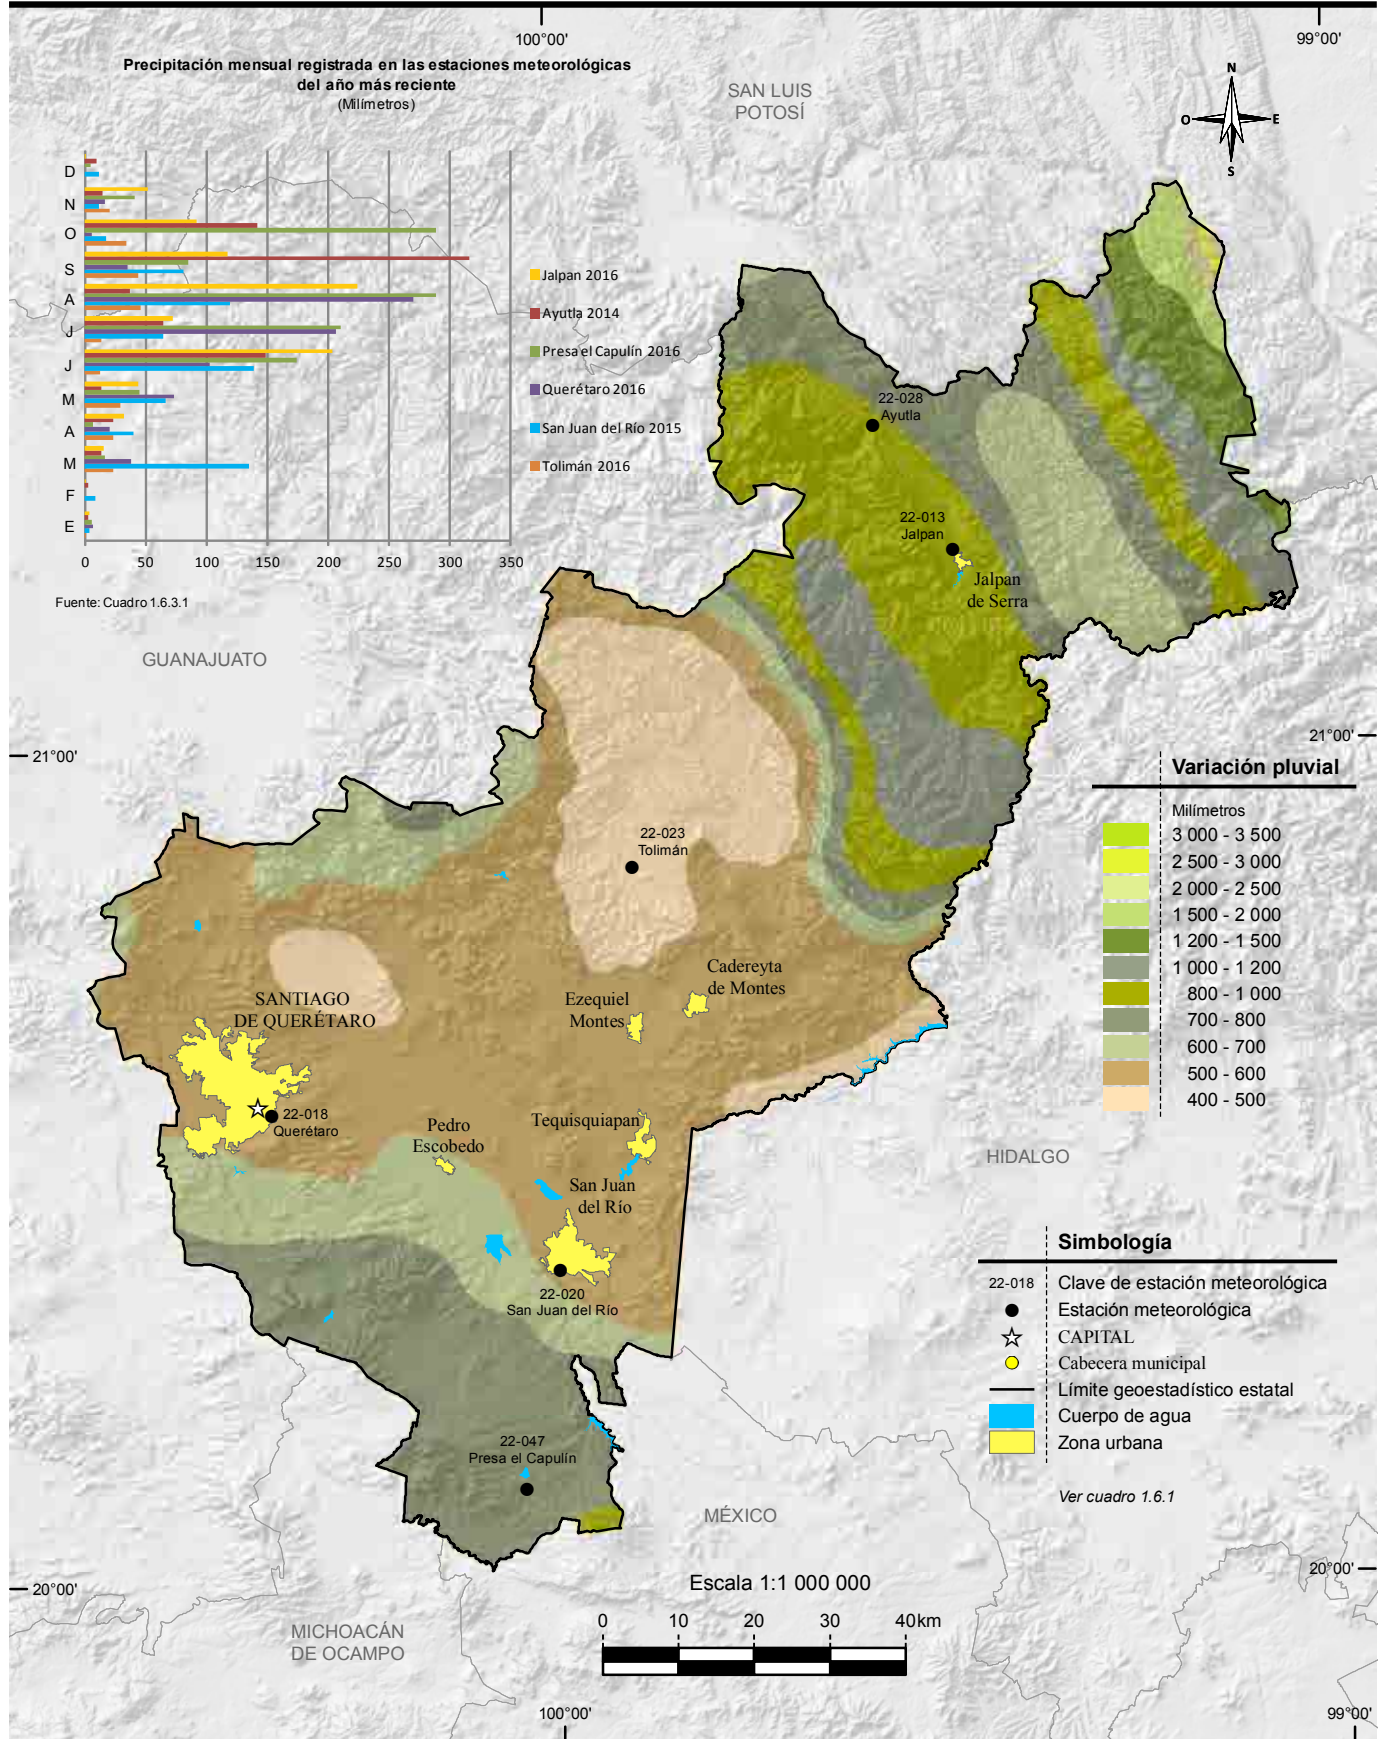 100°00'
99°00'
Precipitación mensual registrada en las estaciones meteorológicas
del año más reciente
(Milímetros)
SAN LUIS
POTOSÍ
N
O
E
S
D
N
O
S
A
J
J
M
A
M
F
E
0 50 100 150 200 250 300 350
Jalpan 2016
Ayutla 2014
Presa el Capulín 2016
Querétaro 2016
San Juan del Río 2015
Tolimán 2016
Fuente: Cuadro 1.6.3.1
GUANAJUATO
22-028
Ayutla
22-013
Jalpan
Jalpan
de Serra
21°00'
21°00'
22-023
Tolimán
Cadereyta
de Montes
Ezequiel
Montes
SANTIAGO
DE QUERÉTARO
22-018
Querétaro
Pedro
Escobedo
Tequisquiapan
San Juan
del Río
22-020
San Juan del Río
22-047
Presa el Capulín
Variación pluvial
Milímetros
3 000 - 3 500
2 500 - 3 000
2 000 - 2 500
1 500 - 2 000
1 200 - 1 500
1 000 - 1 200
800 - 1 000
700 - 800
600 - 700
500 - 600
400 - 500
HIDALGO
Simbología
22-018 Clave de estación meteorológica
Estación meteorológica
CAPITAL
Cabecera municipal
Límite geoestadístico estatal
Cuerpo de agua
Zona urbana
Ver cuadro 1.6.1
MÉXICO
20°00'
20°00'
Escala 1:1 000 000
0 10 20 30 40km
MICHOACÁN
DE OCAMPO
100°00'
99°00'